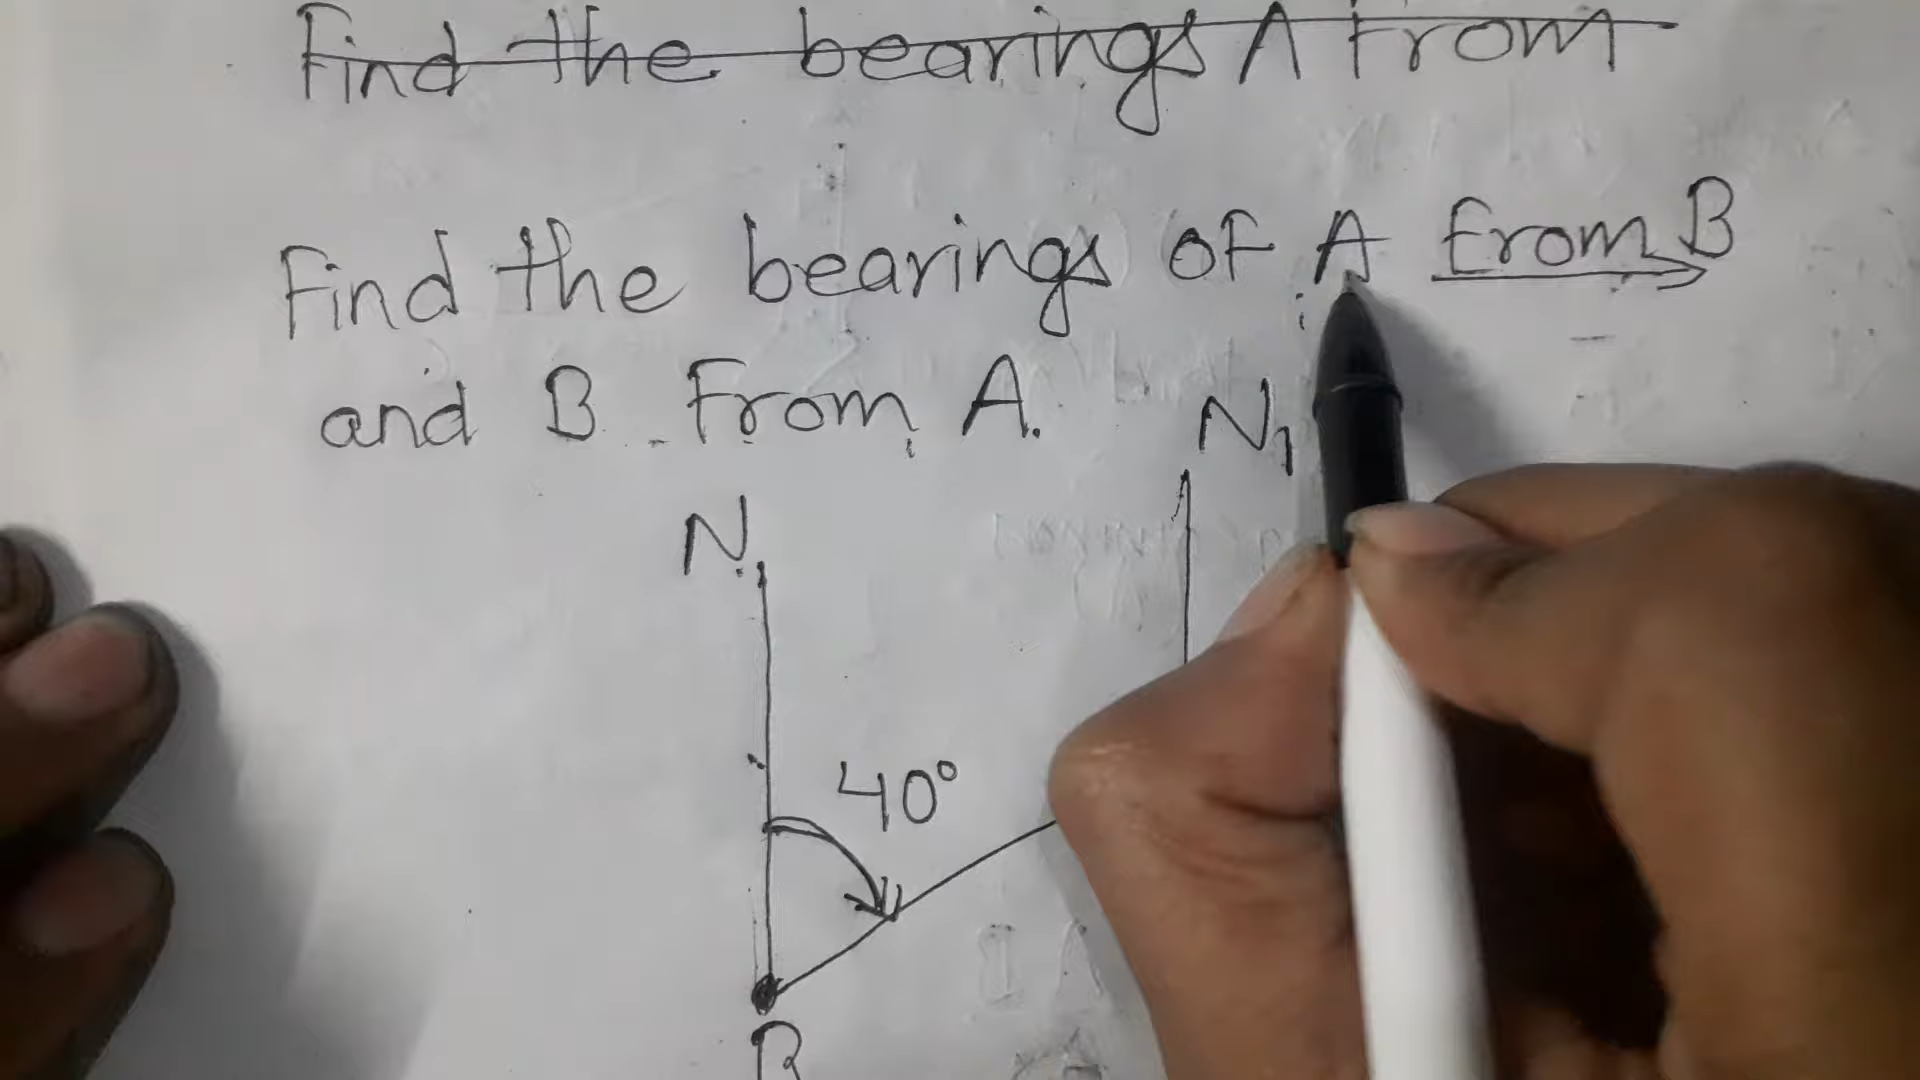 Find the bearings A From
Find the bearings of A from B
and B From A.
N
N1
40°
B